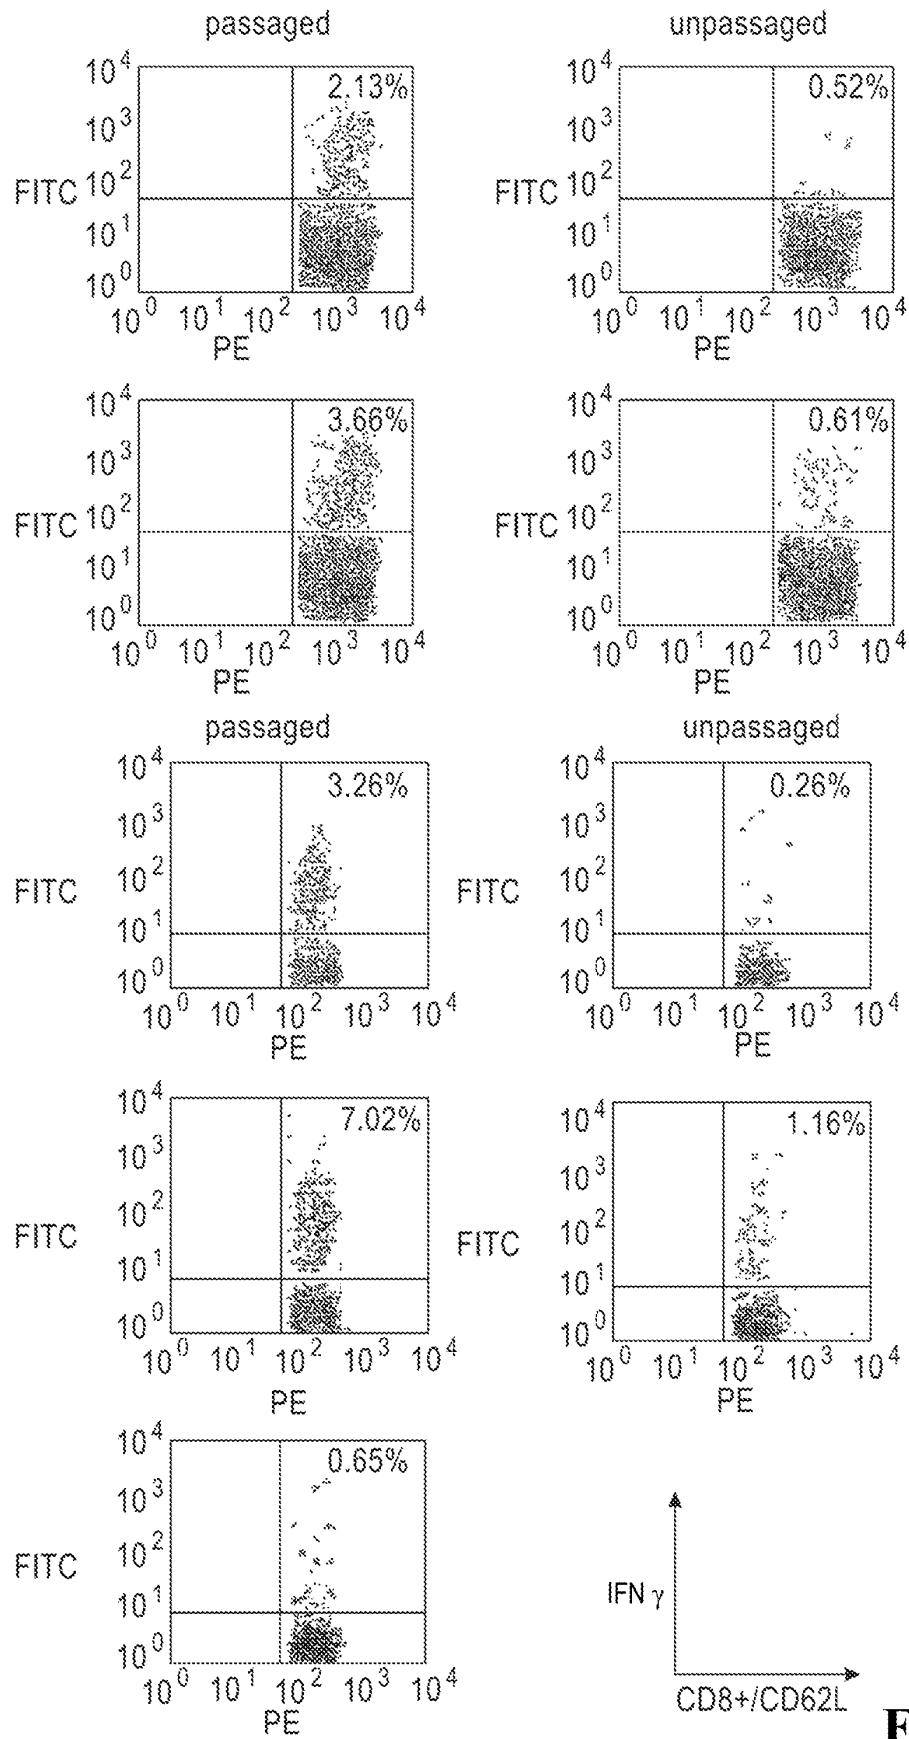 passaged unpassaged
10⁴ 2.13% 10⁴ 0.52%
10³ 10³
FITC 10² FITC 10²
10¹ 10¹
10⁰ 10⁰
10⁰ 10¹ 10² 10³ 10⁴ 10⁰ 10¹ 10² 10³ 10⁴
PE PE
10⁴ 3.66% 10⁴ 0.61%
10³ 10³
FITC 10² FITC 10²
10¹ 10¹
10⁰ 10⁰
10⁰ 10¹ 10² 10³ 10⁴ 10⁰ 10¹ 10² 10³ 10⁴
PE PE
passaged unpassaged
10⁴ 3.26% 10⁴ 0.26%
10³ 10³
FITC 10² FITC 10²
10¹ 10¹
10⁰ 10⁰
10⁰ 10¹ 10² 10³ 10⁴ 10⁰ 10¹ 10² 10³ 10⁴
PE PE
10⁴ 7.02% 10⁴ 1.16%
10³ 10³
FITC 10² FITC 10²
10¹ 10¹
10⁰ 10⁰
10⁰ 10¹ 10² 10³ 10⁴ 10⁰ 10¹ 10² 10³ 10⁴
PE PE
10⁴ 0.65%
10³
FITC 10²
10¹
10⁰
10⁰ 10¹ 10² 10³ 10⁴
PE
IFN γ
CD8+/CD62L